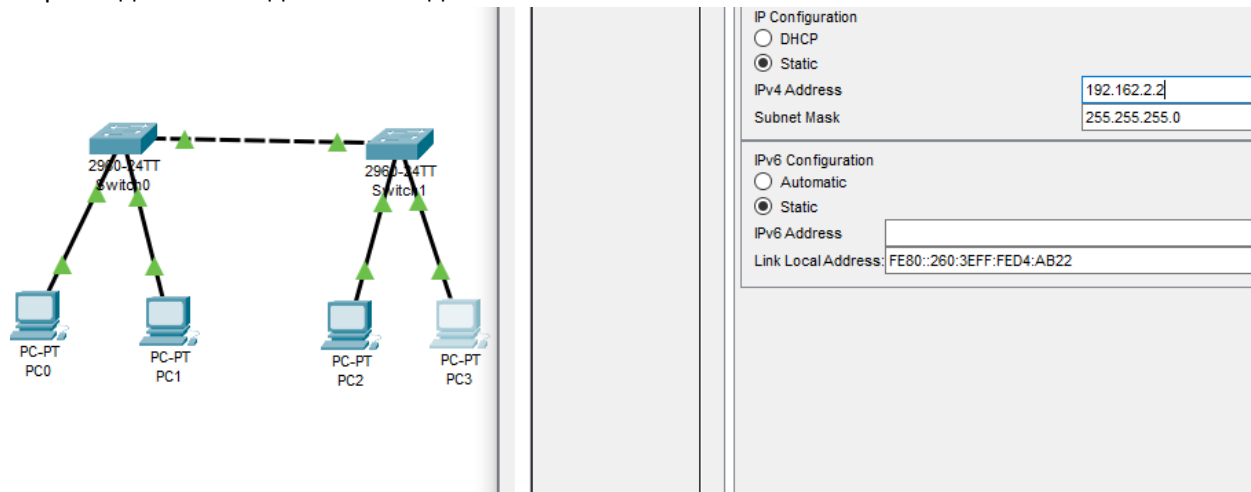 2960-24TT
Switch0
2960-24TT
Switch1
PC-PT
PC0
PC-PT
PC1
PC-PT
PC2
PC-PT
PC3
IP Configuration
DHCP
Static
IPv4 Address 192.162.2.2
Subnet Mask 255.255.255.0
IPv6 Configuration
Automatic
Static
IPv6 Address
Link Local Address: FE80::260:3EFF:FED4:AB22